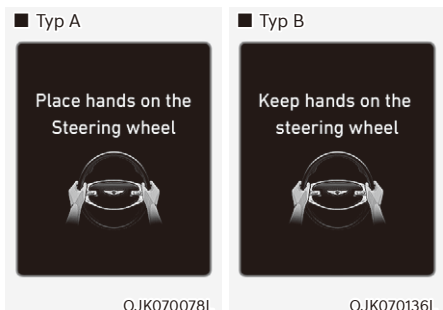 ■ Typ A
Place hands on the
Steering wheel
OJK070078L
■ Typ B
Keep hands on the
steering wheel
OJK070136L